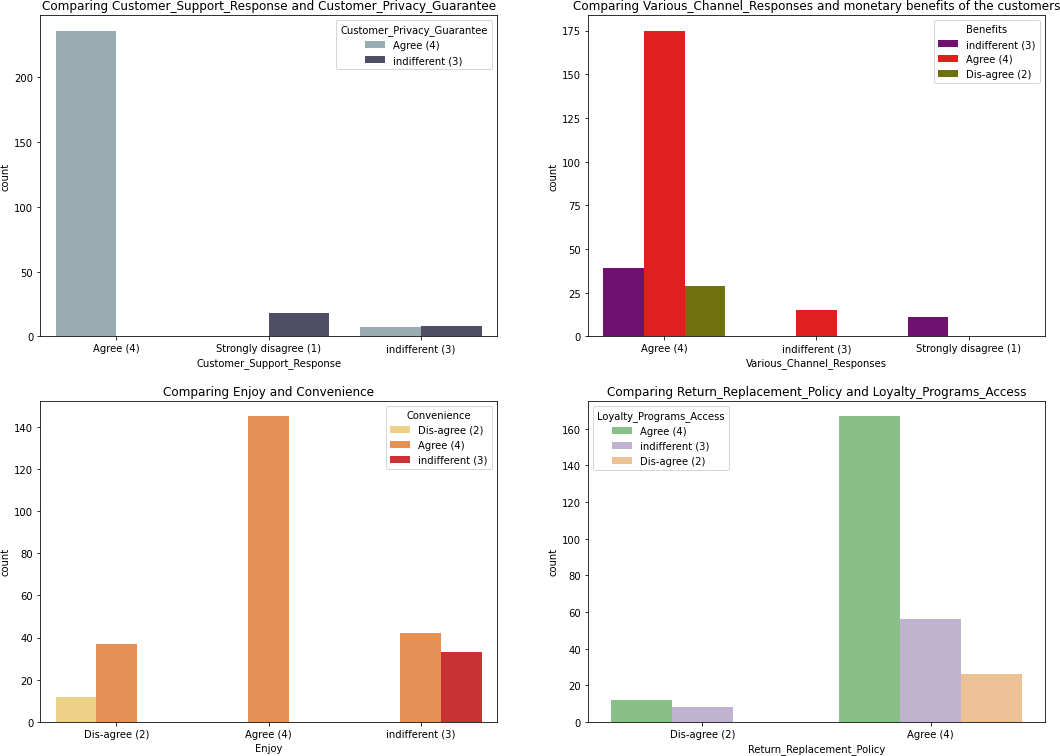 Comparing Customer_Support_Response and Customer_Privacy_Guarantee
Customer_Privacy_Guarantee
Agree (4)
indifferent (3)
count
200
150
100
50
0
Agree (4)
Strongly disagree (1)
indifferent (3)
Customer_Support_Response
Comparing Various_Channel_Responses and monetary benefits of the customers
Benefits
indifferent (3)
Agree (4)
Dis-agree (2)
count
175
150
125
100
75
50
25
0
Agree (4)
indifferent (3)
Strongly disagree (1)
Various_Channel_Responses
Comparing Enjoy and Convenience
Convenience
Dis-agree (2)
Agree (4)
indifferent (3)
count
140
120
100
80
60
40
20
0
Dis-agree (2)
Agree (4)
indifferent (3)
Enjoy
Comparing Return_Replacement_Policy and Loyalty_Programs_Access
Loyalty_Programs_Access
Agree (4)
indifferent (3)
Dis-agree (2)
count
160
140
120
100
80
60
40
20
0
Dis-agree (2)
Agree (4)
Return_Replacement_Policy